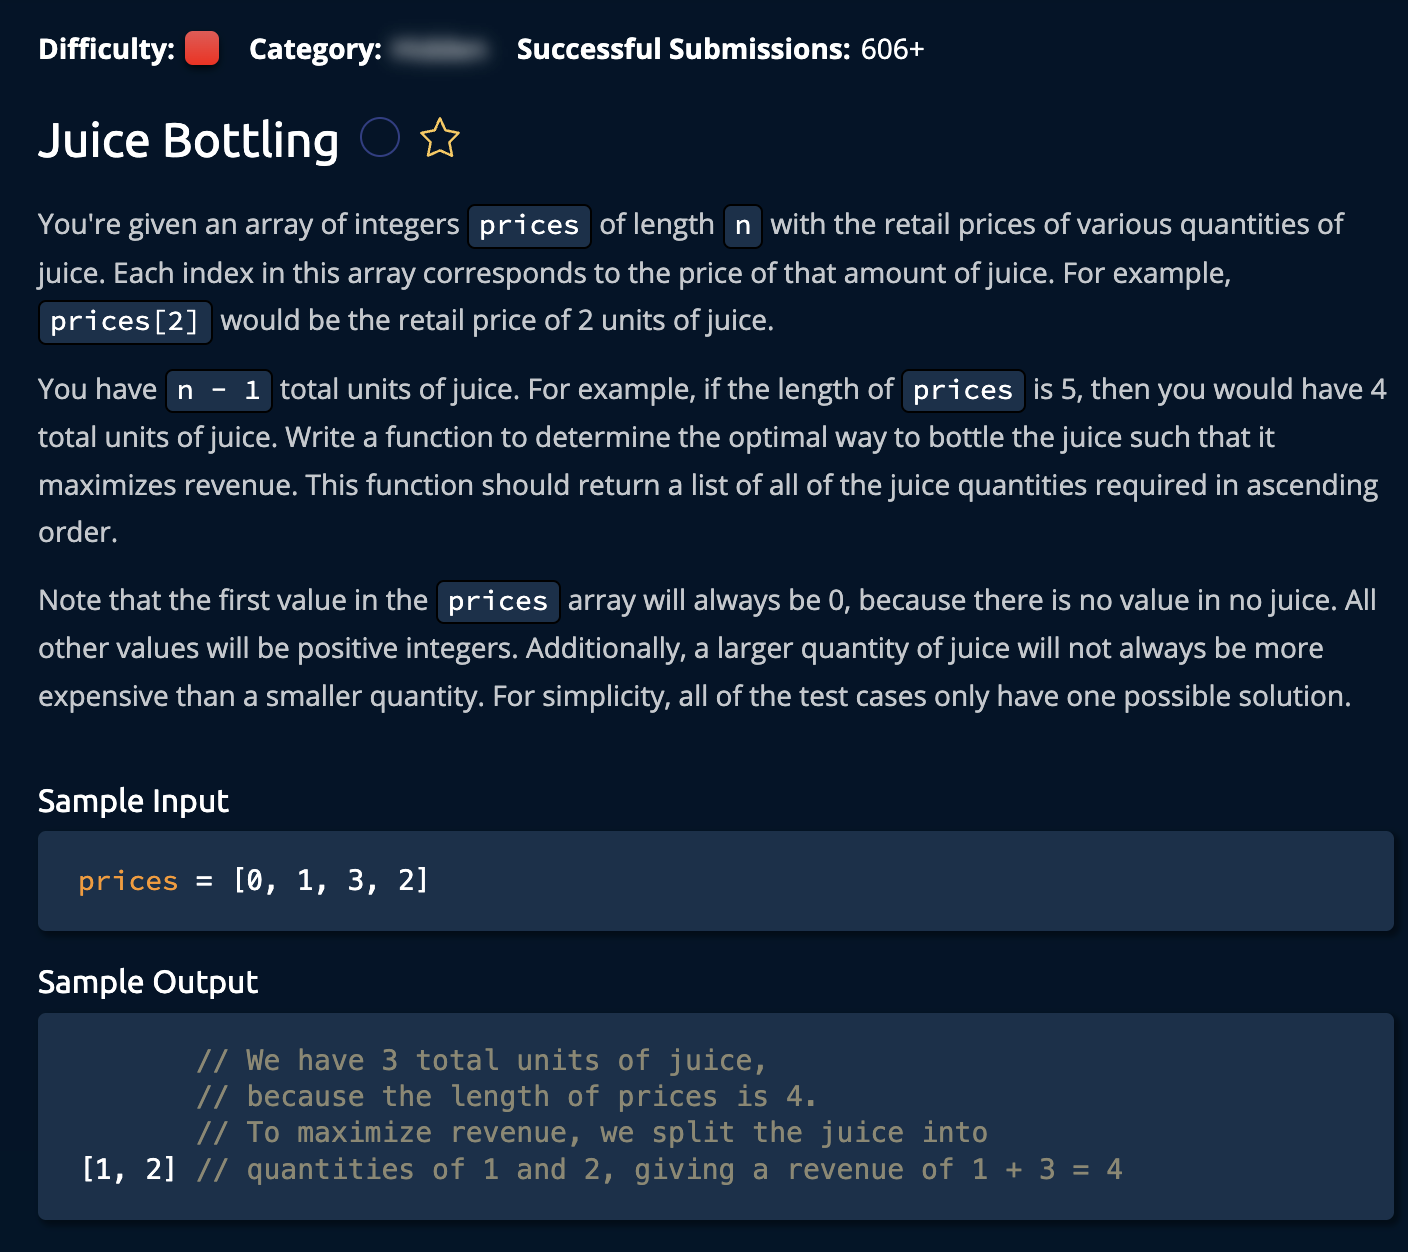 Difficulty: Category: Successful Submissions: 606+
Juice Bottling
You're given an array of integers prices of length n with the retail prices of various quantities of
juice. Each index in this array corresponds to the price of that amount of juice. For example,
prices[2] would be the retail price of 2 units of juice.
You have n - 1 total units of juice. For example, if the length of prices is 5, then you would have 4
total units of juice. Write a function to determine the optimal way to bottle the juice such that it
maximizes revenue. This function should return a list of all of the juice quantities required in ascending
order.
Note that the first value in the prices array will always be 0, because there is no value in no juice. All
other values will be positive integers. Additionally, a larger quantity of juice will not always be more
expensive than a smaller quantity. For simplicity, all of the test cases only have one possible solution.
Sample Input
prices = [0, 1, 3, 2]
Sample Output
// We have 3 total units of juice,
// because the length of prices is 4.
// To maximize revenue, we split the juice into
[1, 2] // quantities of 1 and 2, giving a revenue of 1 + 3 = 4